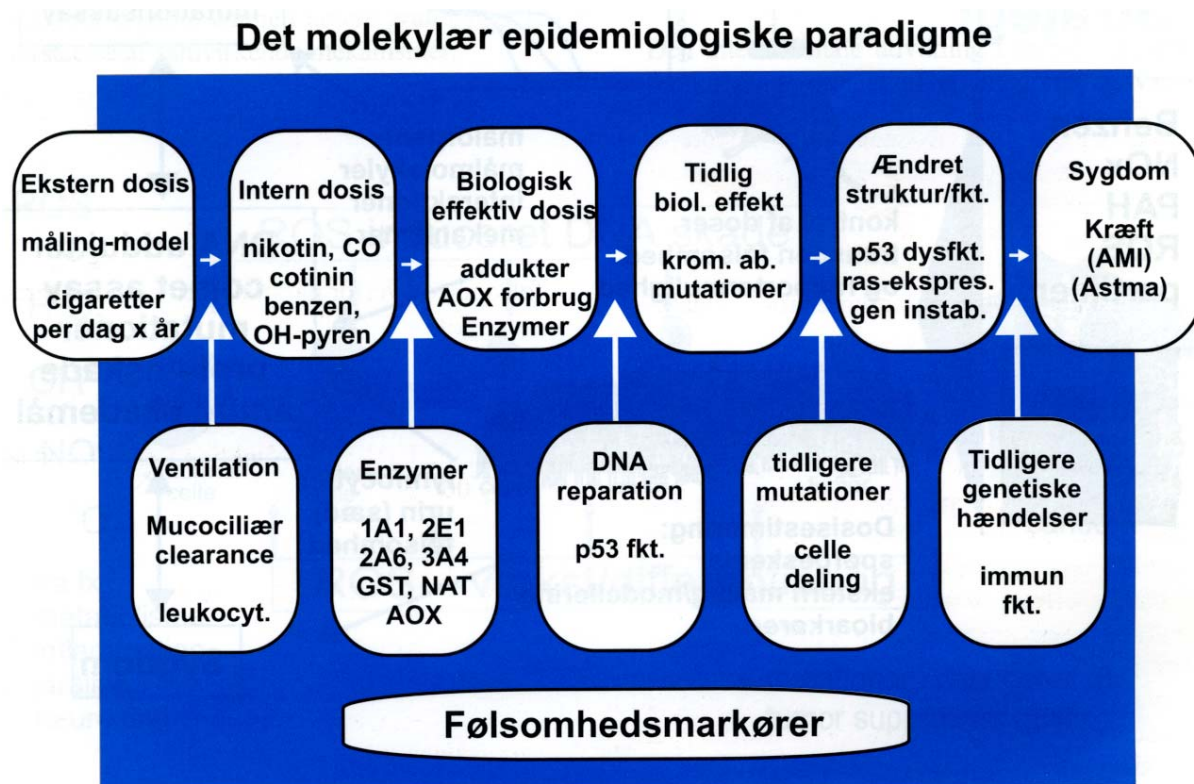 Det molekylær epidemiologiske paradigme
Ekstern dosis
måling-model
cigaretter
per dag x år
Intern dosis
nikotin, CO
cotinin
benzen,
OH-pyren
Biologisk
effektiv dosis
addukter
AOX forbrug
Enzymer
Tidlig
biol. effekt
krom. ab.
mutationer
Ændret
struktur/fkt.
p53 dysfkt.
ras-ekspres.
gen instab.
Sygdom
Kræft
(AMI)
(Astma)
Ventilation
Mucociliær
clearance
leukocyt.
Enzymer
1A1, 2E1
2A6, 3A4
GST, NAT
AOX
DNA
reparation
p53 fkt.
tidligere
mutationer
celle
deling
Tidligere
genetiske
hændelser
immun
fkt.
Følsomhedsmarkører